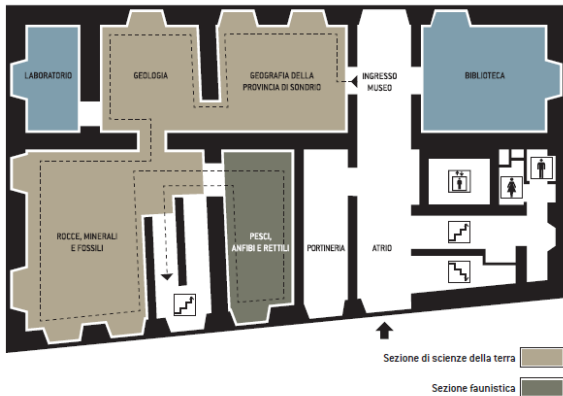 LABORATORIO
GEOLOGIA
GEOGRAFIA DELLA
PROVINCIA DI SONDRIO
INGRESSO
MUSEO
BIBLIOTECA
ROCCE, MINERALI
E FOSSILI
PESCI,
ANFIBI E RETTILI
PORTINERIA
ATRIO
Sezione di scienze della terra
Sezione faunistica